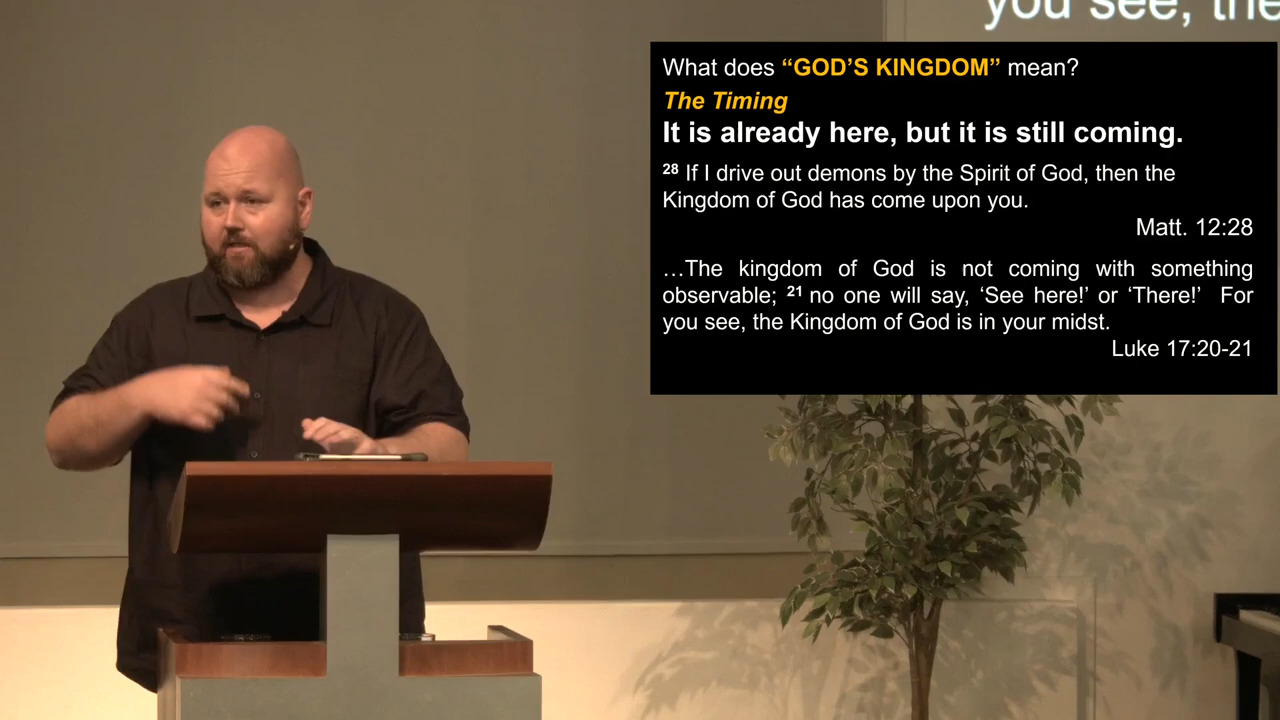 you see, the
What does “GOD’S KINGDOM” mean?
The Timing
It is already here, but it is still coming.
28 If I drive out demons by the Spirit of God, then the
Kingdom of God has come upon you.
Matt. 12:28
…The kingdom of God is not coming with something
observable; 21 no one will say, ‘See here!’ or ‘There!’ For
you see, the Kingdom of God is in your midst.
Luke 17:20-21